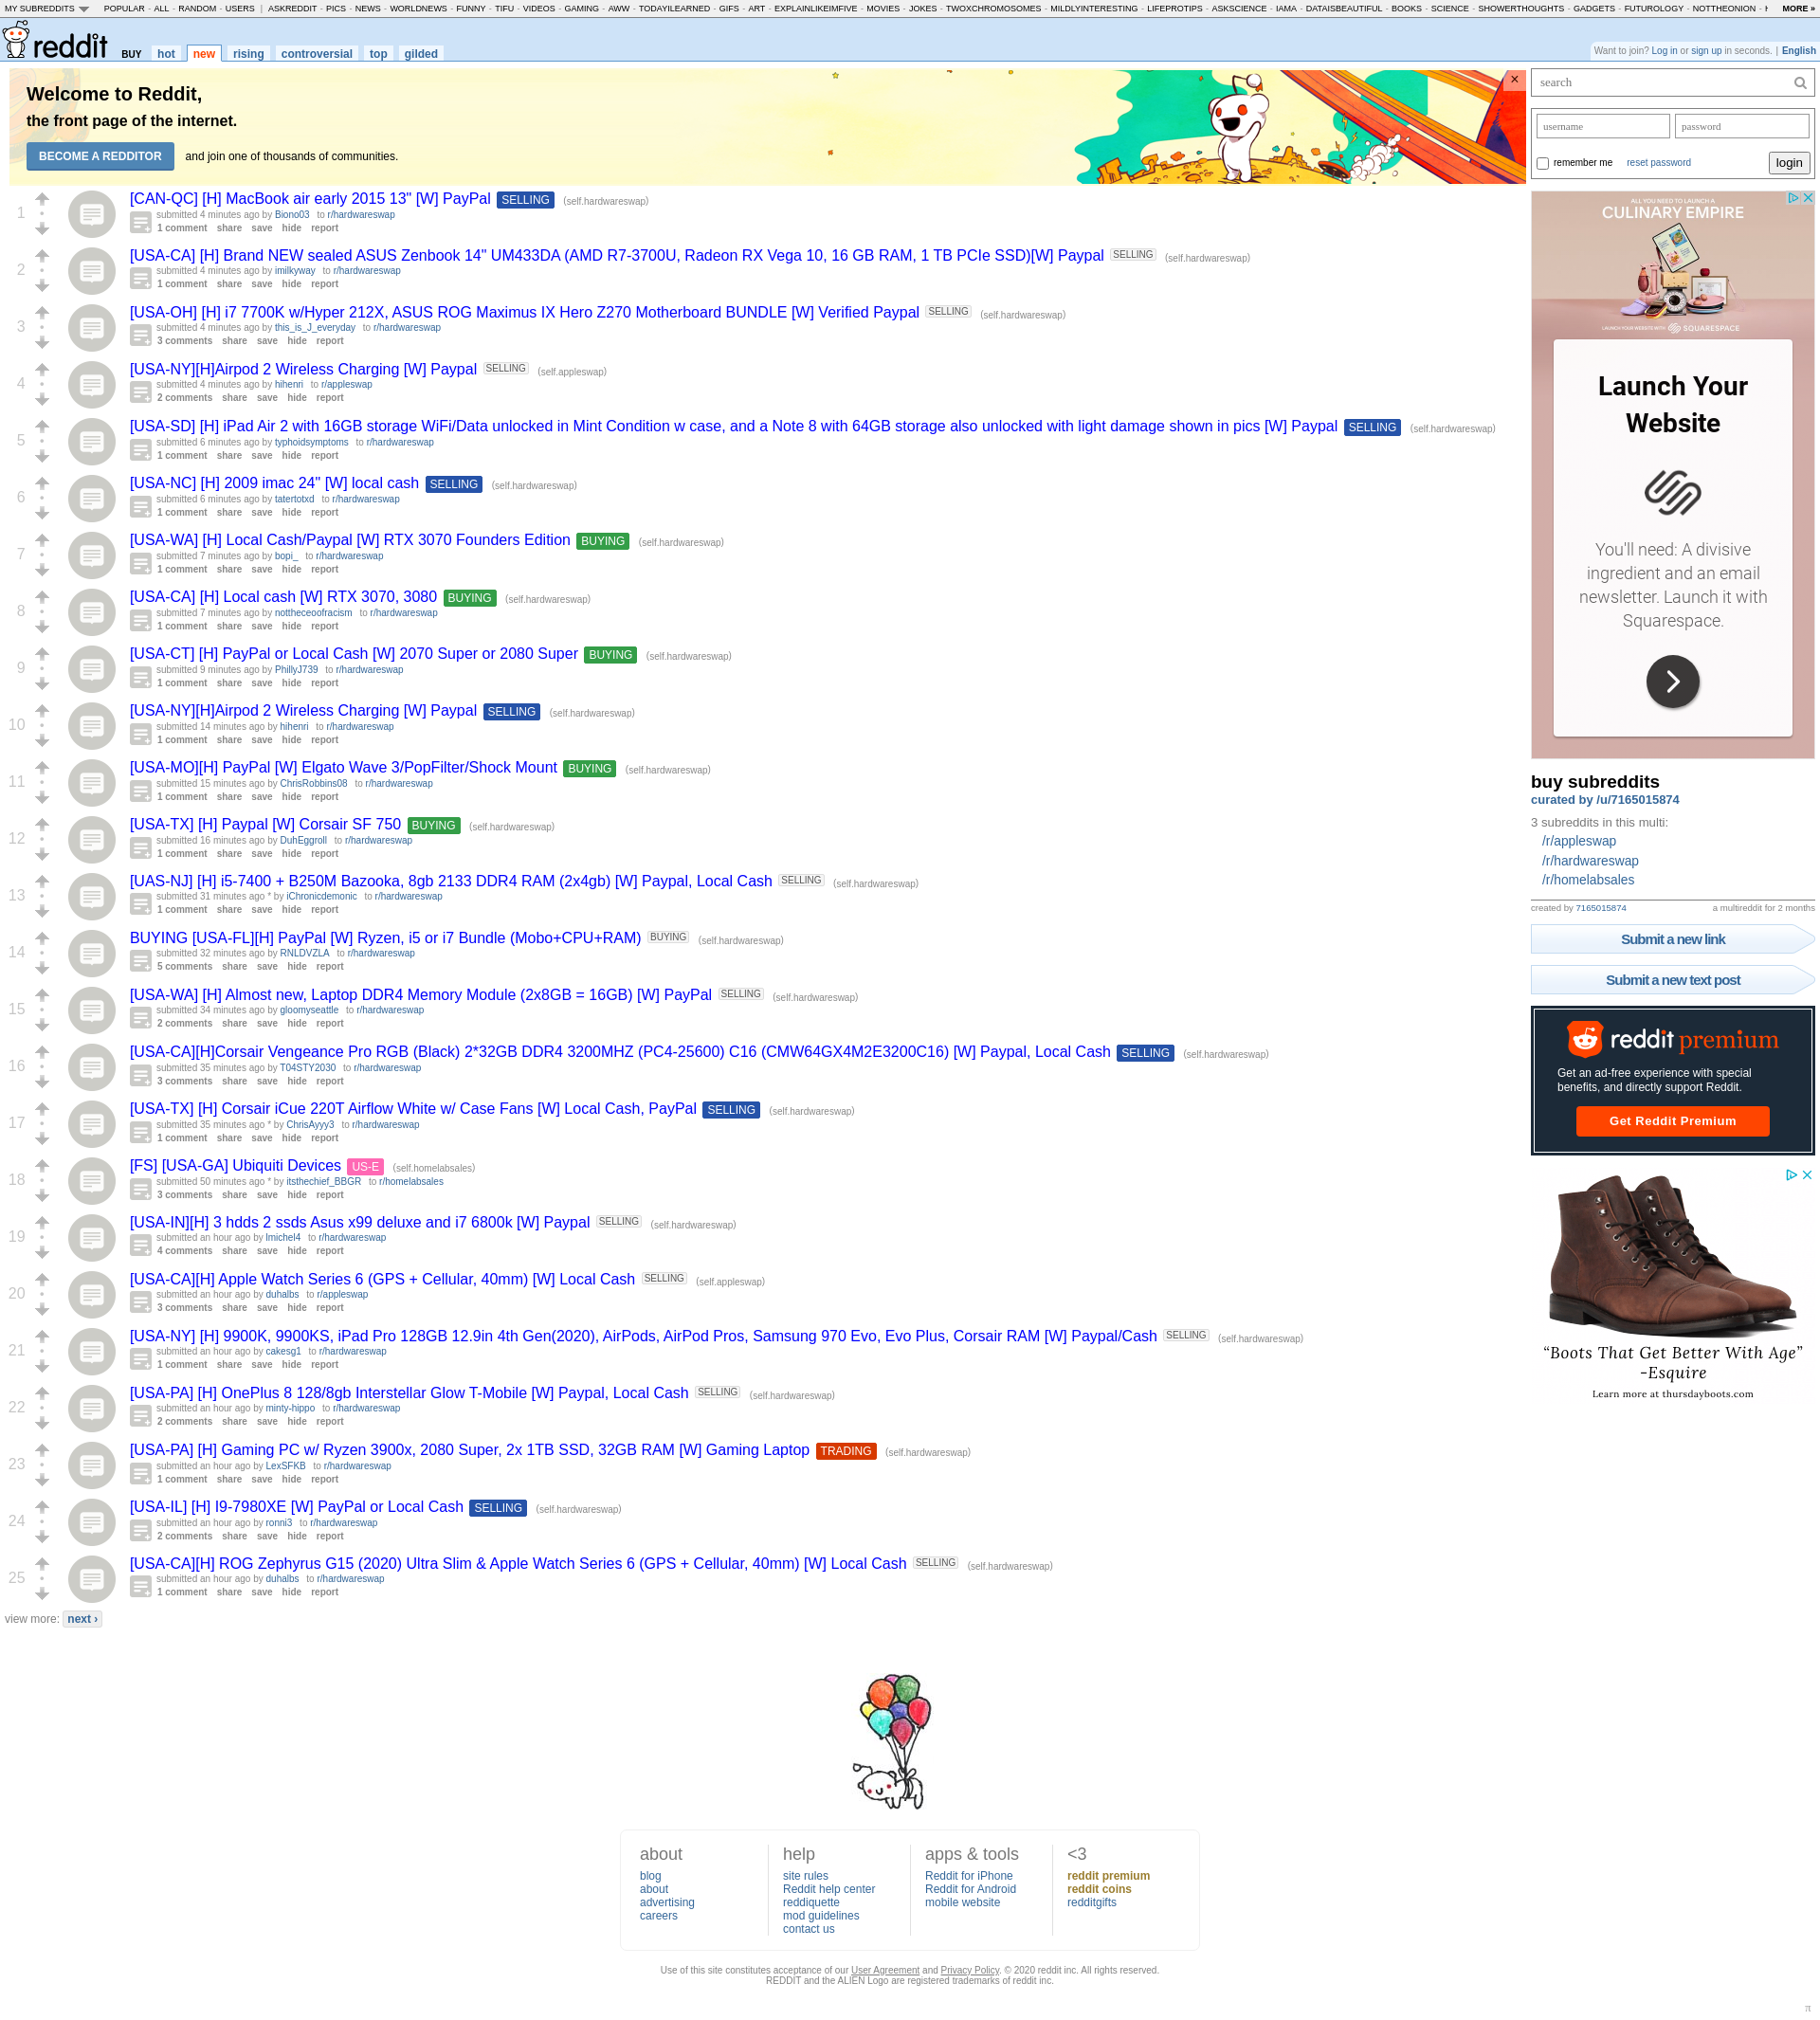 MY SUBREDDITS POPULAR - ALL - RANDOM - USERS | ASKREDDIT - PICS - NEWS - WORLDNEWS - FUNNY - TIFU - VIDEOS - GAMING - AWW - TODAYILEARNED - GIFS - ART - EXPLAINLIKEIMFIVE - MOVIES - JOKES - TWOXCHROMOSOMES - MILDLYINTERESTING - LIFEPROTIPS - ASKSCIENCE - IAMA - DATAISBEAUTIFUL - BOOKS - SCIENCE - SHOWERTHOUGHTS - GADGETS - FUTUROLOGY - NOTTHEONION - MORE »
reddit BUY hot new rising controversial top gilded
Want to join? Log in or sign up in seconds. | English
Welcome to Reddit,
the front page of the internet.
BECOME A REDDITOR and join one of thousands of communities.
×
1
[CAN-QC] [H] MacBook air early 2015 13" [W] PayPal SELLING (self.hardwareswap)
submitted 4 minutes ago by Biono03 to r/hardwareswap
1 comment share save hide report
2
[USA-CA] [H] Brand NEW sealed ASUS Zenbook 14" UM433DA (AMD R7-3700U, Radeon RX Vega 10, 16 GB RAM, 1 TB PCIe SSD)[W] Paypal SELLING (self.hardwareswap)
submitted 4 minutes ago by imilkyway to r/hardwareswap
1 comment share save hide report
3
[USA-OH] [H] i7 7700K w/Hyper 212X, ASUS ROG Maximus IX Hero Z270 Motherboard BUNDLE [W] Verified Paypal SELLING (self.hardwareswap)
submitted 4 minutes ago by this_is_J_everyday to r/hardwareswap
3 comments share save hide report
4
[USA-NY][H]Airpod 2 Wireless Charging [W] Paypal SELLING (self.appleswap)
submitted 4 minutes ago by hihenri to r/appleswap
2 comments share save hide report
5
[USA-SD] [H] iPad Air 2 with 16GB storage WiFi/Data unlocked in Mint Condition w case, and a Note 8 with 64GB storage also unlocked with light damage shown in pics [W] Paypal SELLING (self.hardwareswap)
submitted 6 minutes ago by typhoidsymptoms to r/hardwareswap
1 comment share save hide report
6
[USA-NC] [H] 2009 imac 24" [W] local cash SELLING (self.hardwareswap)
submitted 6 minutes ago by tatertotxd to r/hardwareswap
1 comment share save hide report
7
[USA-WA] [H] Local Cash/Paypal [W] RTX 3070 Founders Edition BUYING (self.hardwareswap)
submitted 7 minutes ago by bopi_ to r/hardwareswap
1 comment share save hide report
8
[USA-CA] [H] Local cash [W] RTX 3070, 3080 BUYING (self.hardwareswap)
submitted 7 minutes ago by nottheceoofracism to r/hardwareswap
1 comment share save hide report
9
[USA-CT] [H] PayPal or Local Cash [W] 2070 Super or 2080 Super BUYING (self.hardwareswap)
submitted 9 minutes ago by PhillyJ739 to r/hardwareswap
1 comment share save hide report
10
[USA-NY][H]Airpod 2 Wireless Charging [W] Paypal SELLING (self.hardwareswap)
submitted 14 minutes ago by hihenri to r/hardwareswap
1 comment share save hide report
11
[USA-MO][H] PayPal [W] Elgato Wave 3/PopFilter/Shock Mount BUYING (self.hardwareswap)
submitted 15 minutes ago by ChrisRobbins08 to r/hardwareswap
1 comment share save hide report
12
[USA-TX] [H] Paypal [W] Corsair SF 750 BUYING (self.hardwareswap)
submitted 16 minutes ago by DuhEggroll to r/hardwareswap
1 comment share save hide report
13
[UAS-NJ] [H] i5-7400 + B250M Bazooka, 8gb 2133 DDR4 RAM (2x4gb) [W] Paypal, Local Cash SELLING (self.hardwareswap)
submitted 31 minutes ago * by iChronicdemonic to r/hardwareswap
1 comment share save hide report
14
BUYING [USA-FL][H] PayPal [W] Ryzen, i5 or i7 Bundle (Mobo+CPU+RAM) BUYING (self.hardwareswap)
submitted 32 minutes ago by RNLDVZLA to r/hardwareswap
5 comments share save hide report
15
[USA-WA] [H] Almost new, Laptop DDR4 Memory Module (2x8GB = 16GB) [W] PayPal SELLING (self.hardwareswap)
submitted 34 minutes ago by gloomyseattle to r/hardwareswap
2 comments share save hide report
16
[USA-CA][H]Corsair Vengeance Pro RGB (Black) 2*32GB DDR4 3200MHZ (PC4-25600) C16 (CMW64GX4M2E3200C16) [W] Paypal, Local Cash SELLING (self.hardwareswap)
submitted 35 minutes ago by T04STY2030 to r/hardwareswap
3 comments share save hide report
17
[USA-TX] [H] Corsair iCue 220T Airflow White w/ Case Fans [W] Local Cash, PayPal SELLING (self.hardwareswap)
submitted 35 minutes ago * by ChrisAyyy3 to r/hardwareswap
1 comment share save hide report
18
[FS] [USA-GA] Ubiquiti Devices US-E (self.homelabsales)
submitted 50 minutes ago * by itsthechief_BBGR to r/homelabsales
3 comments share save hide report
19
[USA-IN][H] 3 hdds 2 ssds Asus x99 deluxe and i7 6800k [W] Paypal SELLING (self.hardwareswap)
submitted an hour ago by lmichel4 to r/hardwareswap
4 comments share save hide report
20
[USA-CA][H] Apple Watch Series 6 (GPS + Cellular, 40mm) [W] Local Cash SELLING (self.appleswap)
submitted an hour ago by duhalbs to r/appleswap
3 comments share save hide report
21
[USA-NY] [H] 9900K, 9900KS, iPad Pro 128GB 12.9in 4th Gen(2020), AirPods, AirPod Pros, Samsung 970 Evo, Evo Plus, Corsair RAM [W] Paypal/Cash SELLING (self.hardwareswap)
submitted an hour ago by cakesg1 to r/hardwareswap
1 comment share save hide report
22
[USA-PA] [H] OnePlus 8 128/8gb Interstellar Glow T-Mobile [W] Paypal, Local Cash SELLING (self.hardwareswap)
submitted an hour ago by minty-hippo to r/hardwareswap
2 comments share save hide report
23
[USA-PA] [H] Gaming PC w/ Ryzen 3900x, 2080 Super, 2x 1TB SSD, 32GB RAM [W] Gaming Laptop TRADING (self.hardwareswap)
submitted an hour ago by LexSFKB to r/hardwareswap
1 comment share save hide report
24
[USA-IL] [H] I9-7980XE [W] PayPal or Local Cash SELLING (self.hardwareswap)
submitted an hour ago by ronni3 to r/hardwareswap
2 comments share save hide report
25
[USA-CA][H] ROG Zephyrus G15 (2020) Ultra Slim & Apple Watch Series 6 (GPS + Cellular, 40mm) [W] Local Cash SELLING (self.hardwareswap)
submitted an hour ago by duhalbs to r/hardwareswap
1 comment share save hide report
view more: next ›
search
username password
remember me reset password login
ALL YOU NEED TO LAUNCH A
CULINARY EMPIRE
LAUNCH YOUR WEBSITE WITH SQUARESPACE
Launch Your
Website
You'll need: A divisive
ingredient and an email
newsletter. Launch it with
Squarespace.
buy subreddits
curated by /u/7165015874
3 subreddits in this multi:
/r/appleswap
/r/hardwareswap
/r/homelabsales
created by 7165015874 a multireddit for 2 months
Submit a new link
Submit a new text post
reddit premium
Get an ad-free experience with special
benefits, and directly support Reddit.
Get Reddit Premium
“Boots That Get Better With Age”
-Esquire
Learn more at thursdayboots.com
about
blog
about
advertising
careers
help
site rules
Reddit help center
reddiquette
mod guidelines
contact us
apps & tools
Reddit for iPhone
Reddit for Android
mobile website
<3
reddit premium
reddit coins
redditgifts
Use of this site constitutes acceptance of our User Agreement and Privacy Policy. © 2020 reddit inc. All rights reserved.
REDDIT and the ALIEN Logo are registered trademarks of reddit inc.
π